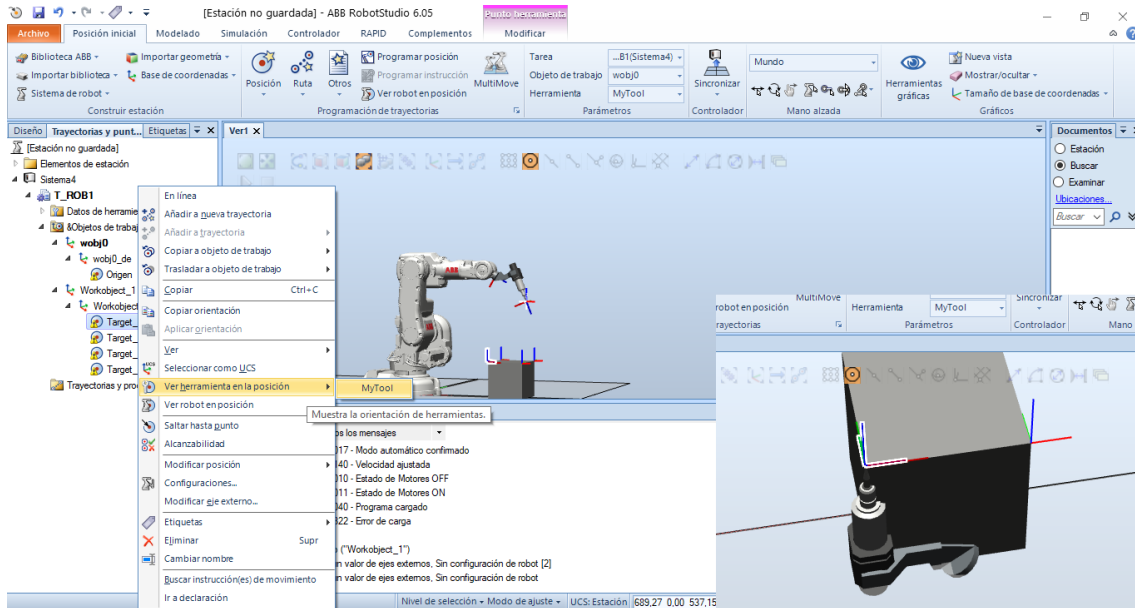 [Estación no guardada] - ABB RobotStudio 6.05
Punto herramienta
Archivo Posición inicial Modelado Simulación Controlador RAPID Complementos Modificar
Biblioteca ABB
Importar biblioteca
Sistema de robot
Importar geometría
Base de coordenadas
Construir estación
Posición
Ruta
Otros
Programar posición
Programar instrucción
Ver robot en posición
Programación de trayectorias
MultiMove
Tarea ...B1(Sistema4)
Objeto de trabajo wobj0
Herramienta MyTool
Parámetros
Sincronizar
Controlador
Mundo
Mano alzada
Herramientas
gráficas
Nueva vista
Mostrar/ocultar
Tamaño de base de coordenadas
Gráficos
Diseño Trayectorias y punt... Etiquetas
Ver1
[Estación no guardada]
Elementos de estación
Sistema4
T_ROB1
Datos de herramie
&Objetos de trabaj
wobj0
wobj0_de
Origen
Workobject_1
Workobject
Target_
Target_
Target_
Target_
Trayectorias y pro
En línea
Añadir a nueva trayectoria
Añadir a trayectoria
Copiar a objeto de trabajo
Trasladar a objeto de trabajo
Copiar Ctrl+C
Copiar orientación
Aplicar orientación
Ver
Seleccionar como UCS
Ver herramienta en la posición
MyTool
Ver robot en posición
Muestra la orientación de herramientas.
Saltar hasta punto
Alcanzabilidad
Modificar posición
Configuraciones...
Modificar eje externo...
Etiquetas
Eliminar Supr
Cambiar nombre
Buscar instrucción(es) de movimiento
Ir a declaración
ABB
os los mensajes
017 - Modo automático confirmado
040 - Velocidad ajustada
010 - Estado de Motores OFF
011 - Estado de Motores ON
040 - Programa cargado
322 - Error de carga
("Workobject_1")
n valor de ejes externos, Sin configuración de robot [2]
n valor de ejes externos, Sin configuración de robot
Nivel de selección Modo de ajuste UCS: Estación 689,27 0,00 537,15
Documentos
Estación
Buscar
Examinar
Ubicaciones...
Buscar
robot en posición
MultiMove
Herramienta MyTool
Sincronizar
rayectorias
Parámetros
Controlador
Mano